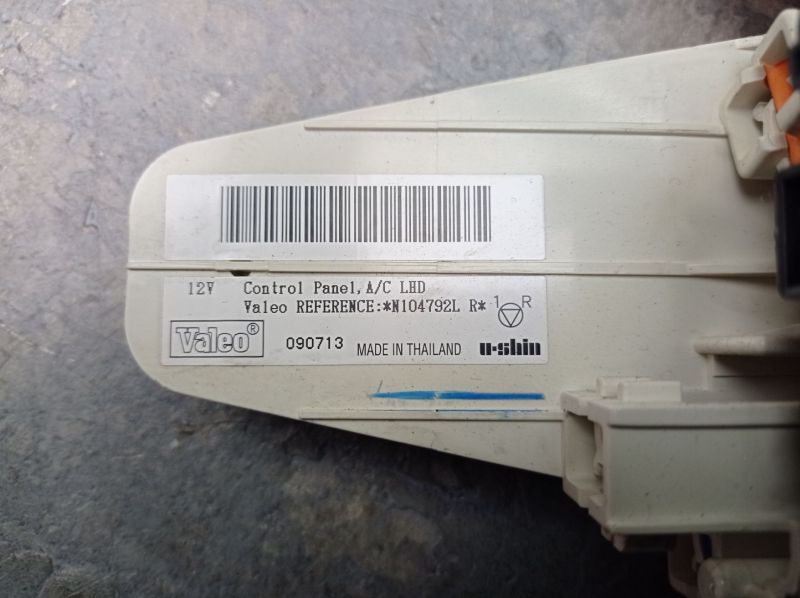 12V Control Panel, A/C LHD
Valeo REFERENCE:*N104792L R* 1 R
Valeo® 090713 MADE IN THAILAND u-shin